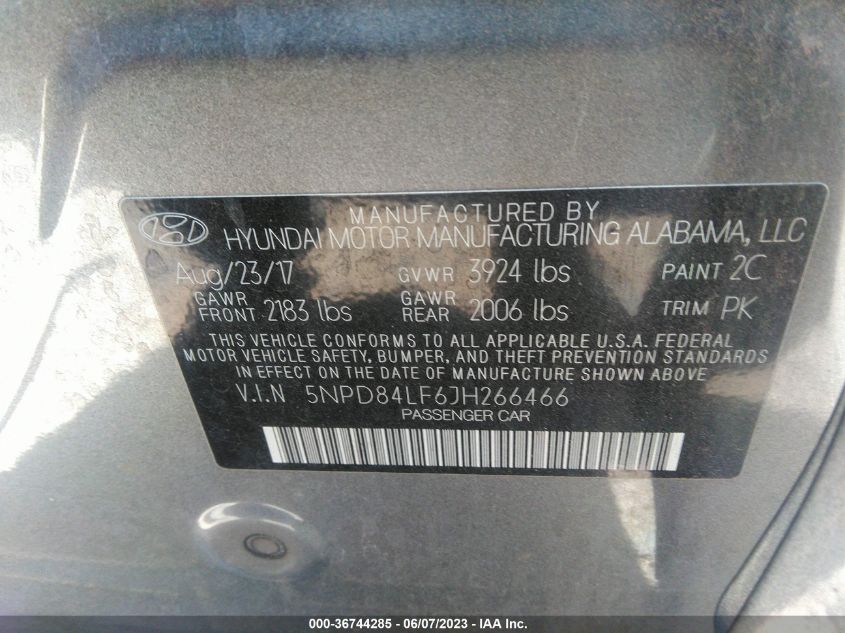 MANUFACTURED BY
HYUNDAI MOTOR MANUFACTURING ALABAMA, LLC
Aug/23/17 GVWR 3924 lbs PAINT 2C
GAWR FRONT 2183 lbs GAWR REAR 2006 lbs TRIM PK
THIS VEHICLE CONFORMS TO ALL APPLICABLE U.S.A. FEDERAL
MOTOR VEHICLE SAFETY, BUMPER, AND THEFT PREVENTION STANDARDS
IN EFFECT ON THE DATE OF MANUFACTURE SHOWN ABOVE.
V.I.N 5NPD84LF6JH266466
PASSENGER CAR
000-36744285 - 06/07/2023 - IAA Inc.